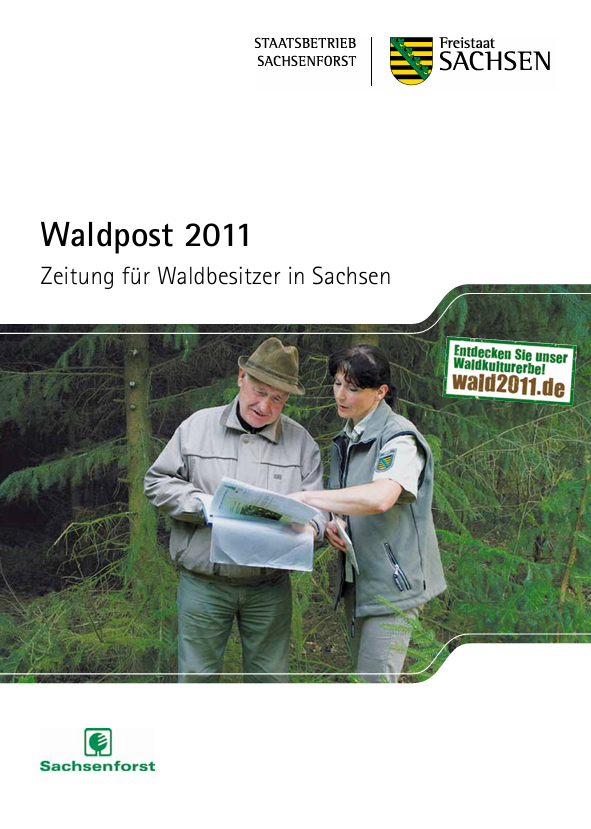 STAATSBETRIEB
SACHSENFORST
Freistaat
SACHSEN
Waldpost 2011
Zeitung für Waldbesitzer in Sachsen
Entdecken Sie unser
Waldkulturerbe!
wald2011.de
Sachsenforst